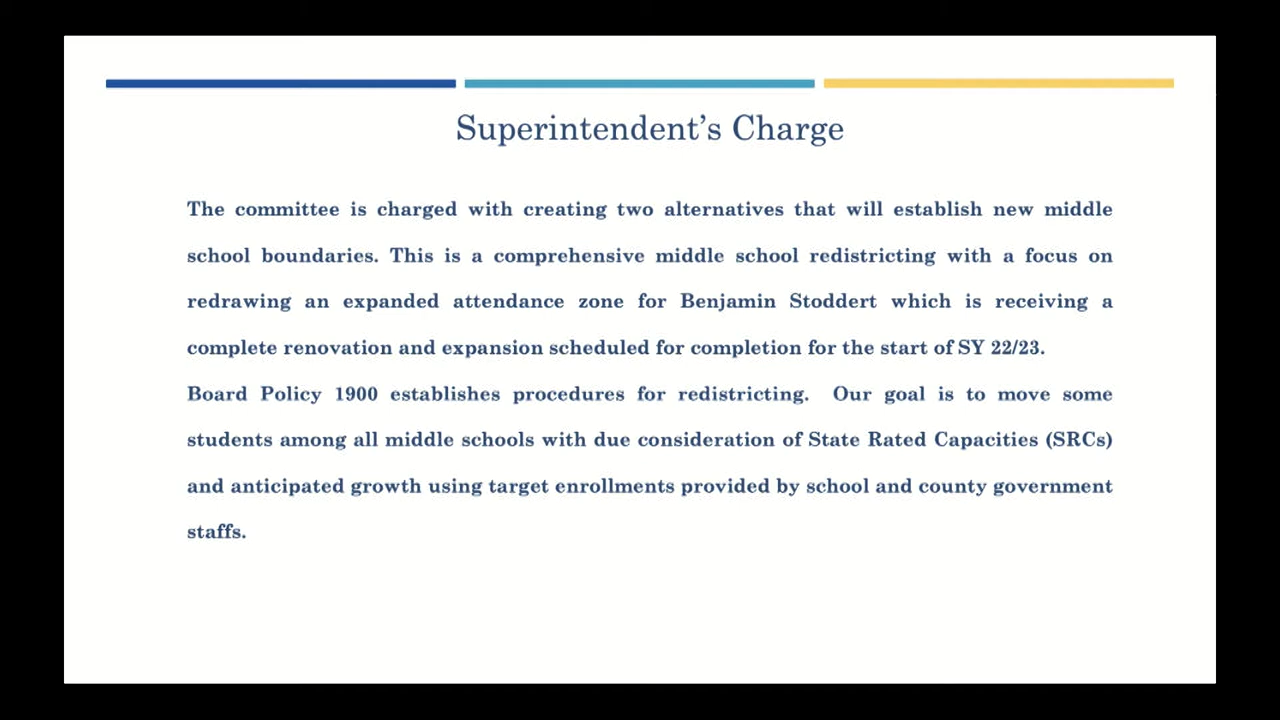 Superintendent’s Charge
The committee is charged with creating two alternatives that will establish new middle
school boundaries. This is a comprehensive middle school redistricting with a focus on
redrawing an expanded attendance zone for Benjamin Stoddert which is receiving a
complete renovation and expansion scheduled for completion for the start of SY 22/23.
Board Policy 1900 establishes procedures for redistricting.  Our goal is to move some
students among all middle schools with due consideration of State Rated Capacities (SRCs)
and anticipated growth using target enrollments provided by school and county government
staffs.